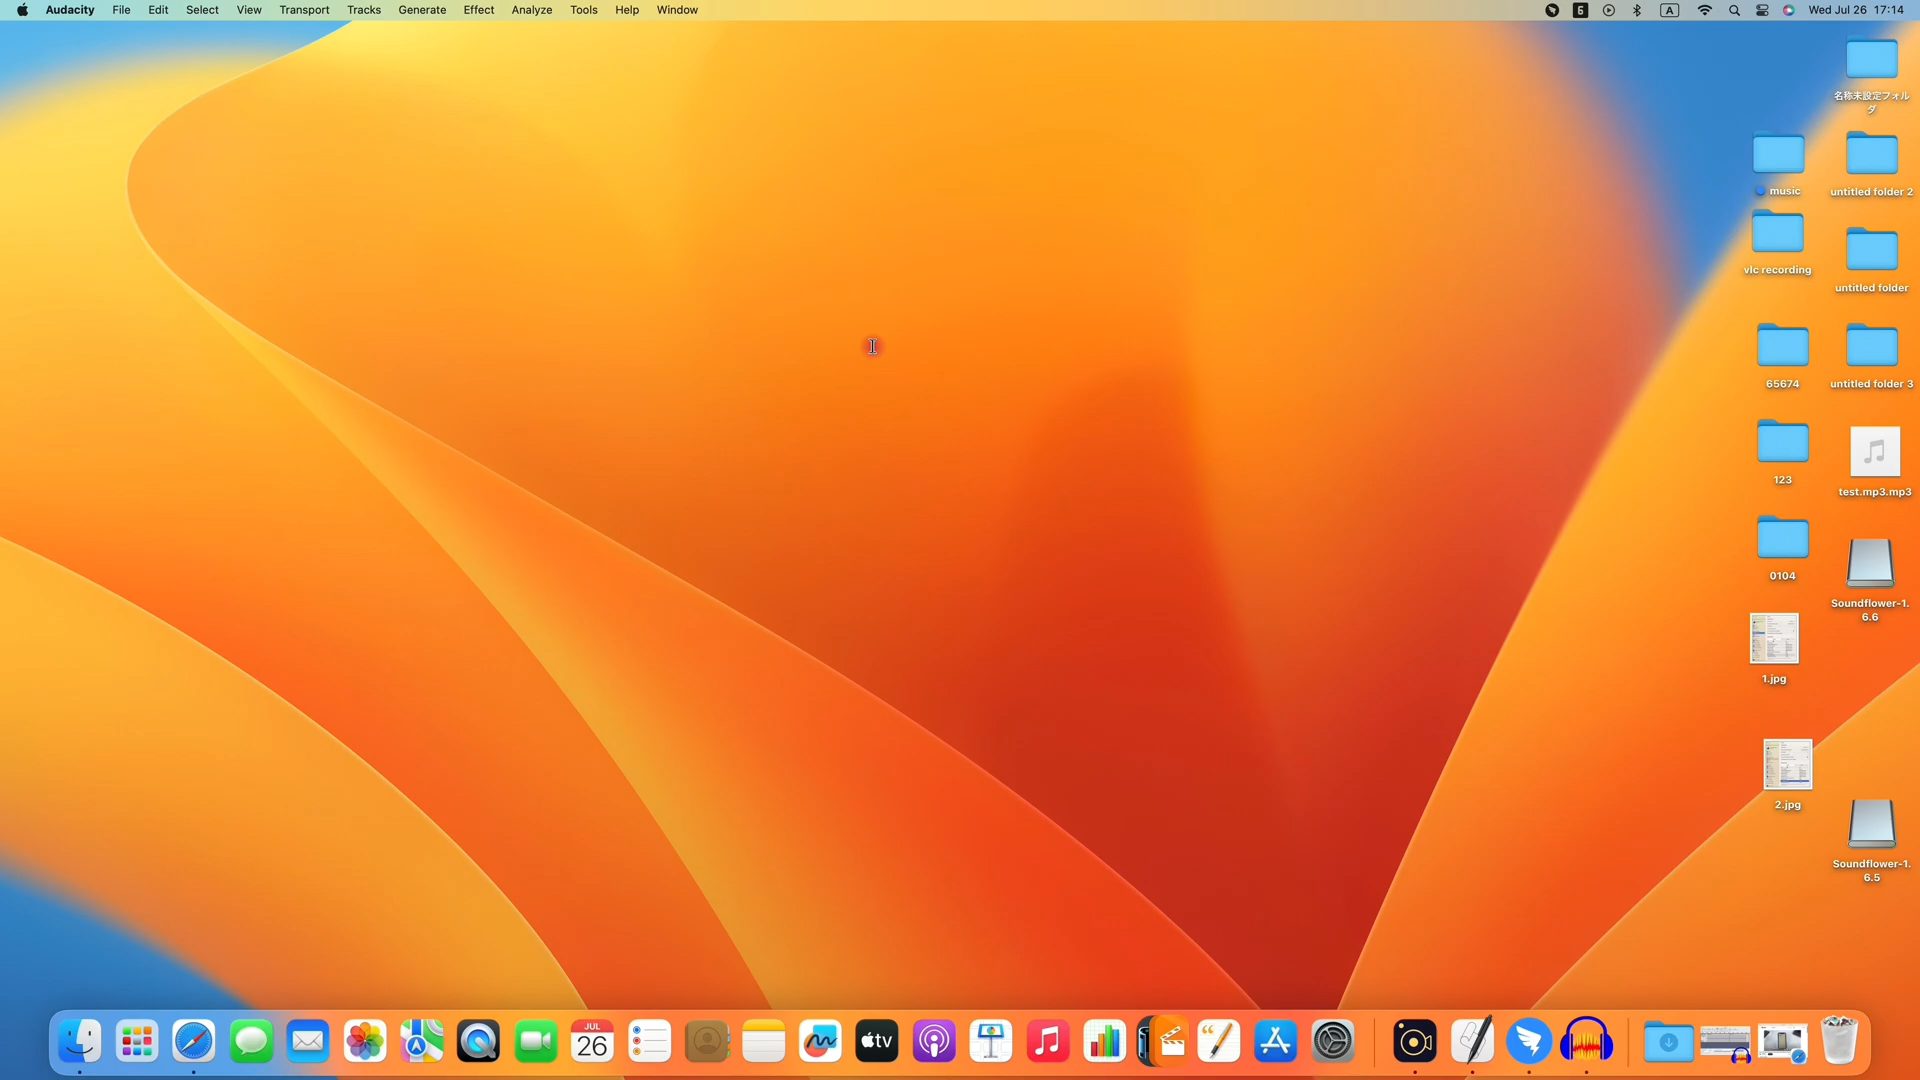 Audacity File Edit Select View Transport Tracks Generate Effect Analyze Tools Help Window 6 A Wed Jul 26 17:14
名称未設定フォル
ダ
music
untitled folder 2
vlc recording
untitled folder
65674
untitled folder 3
123
test.mp3.mp3
0104
Soundflower-1.
6.6
1.jpg
2.jpg
Soundflower-1.
6.5
JUL
26
tv